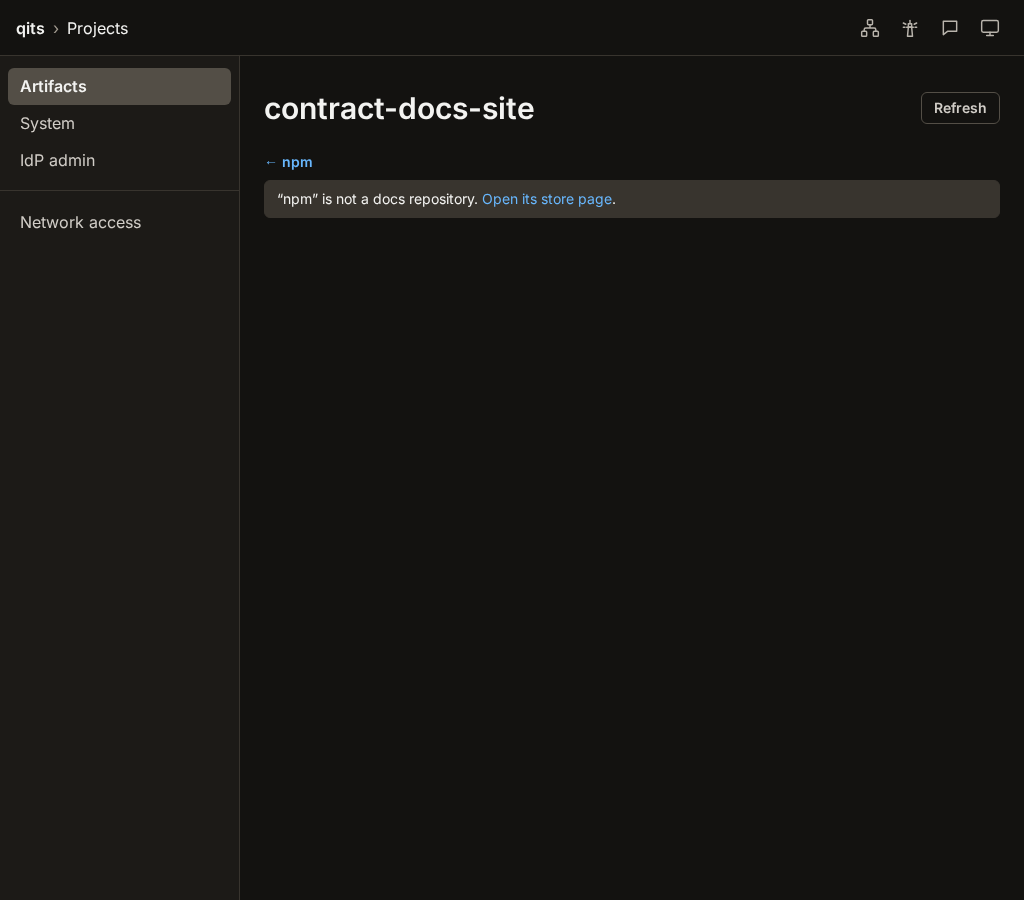 qits › Projects
Artifacts
System
IdP admin
Network access
contract-docs-site
Refresh
← npm
“npm” is not a docs repository. Open its store page.